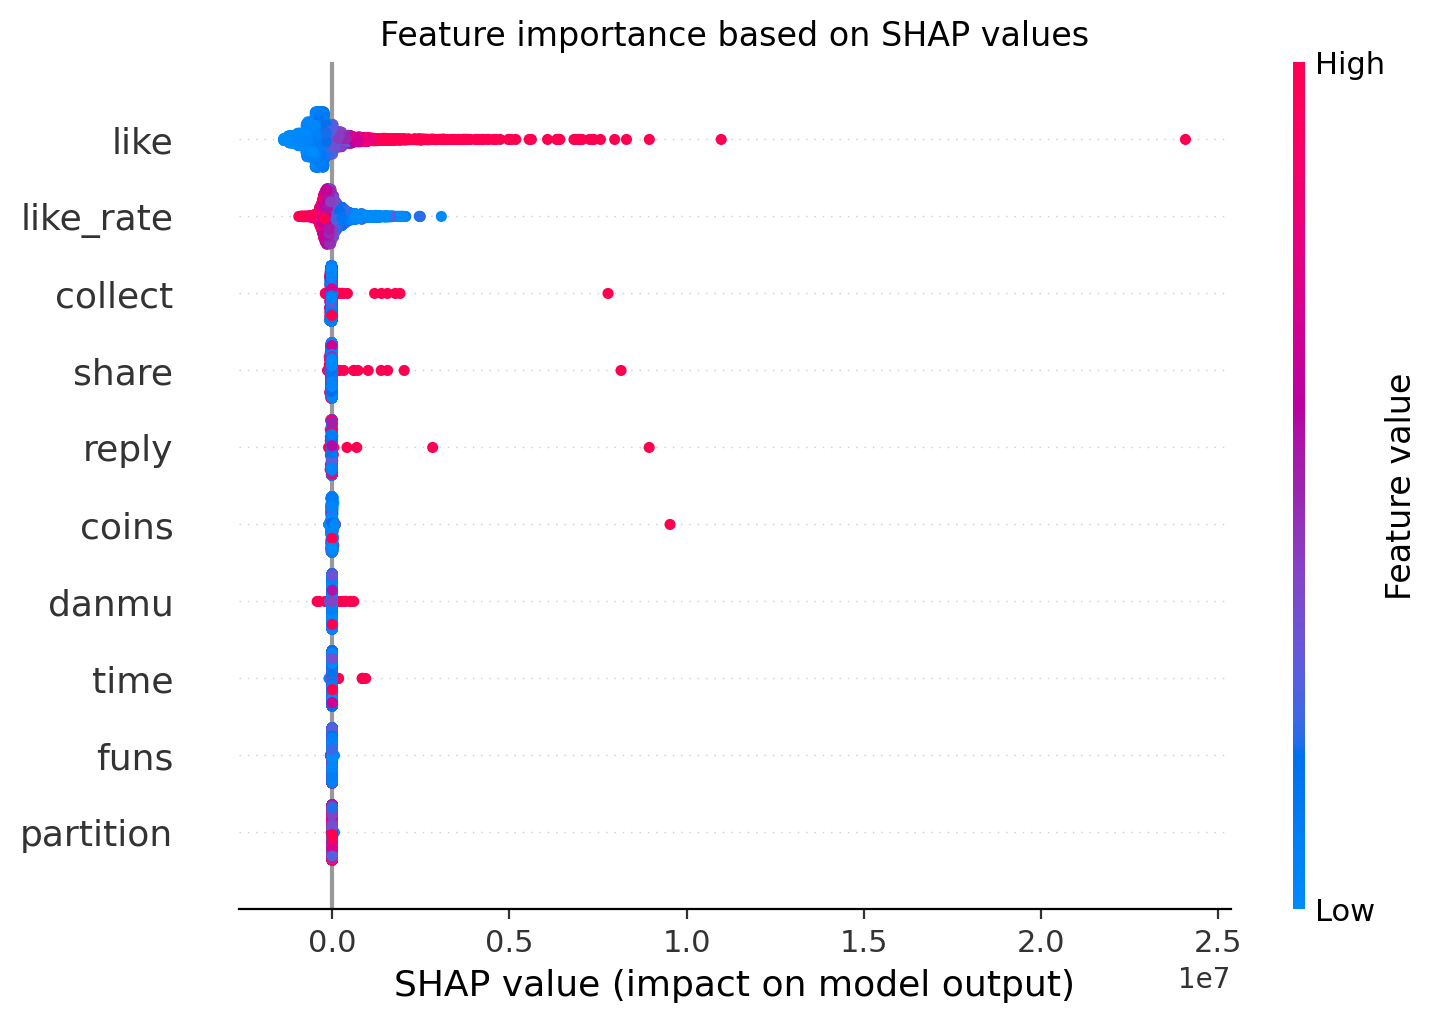 Feature importance based on SHAP values
High
like
like_rate
collect
share
reply
coins
danmu
time
funs
partition
Feature value
Low
0.0 0.5 1.0 1.5 2.0 2.5
1e7
SHAP value (impact on model output)